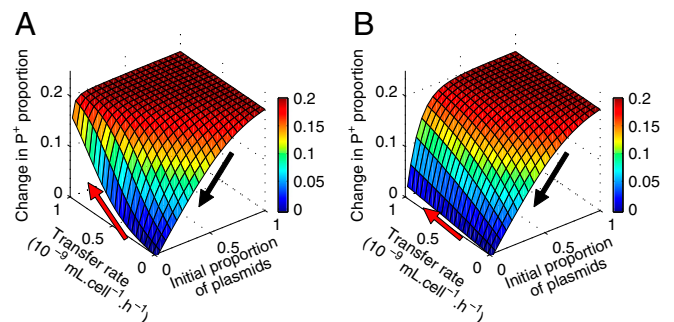 A
Change in P⁺ proportion
0.2
0.1
0
1
0.5
0
Transfer rate
(10⁻⁹ mL.cell⁻¹.h⁻¹)
0
0.5
1
Initial proportion
of plasmids
0.2
0.15
0.1
0.05
0
B
Change in P⁺ proportion
0.2
0.1
0
1
0.5
0
Transfer rate
(10⁻⁹ mL.cell⁻¹.h⁻¹)
0
0.5
1
Initial proportion
of plasmids
0.2
0.15
0.1
0.05
0